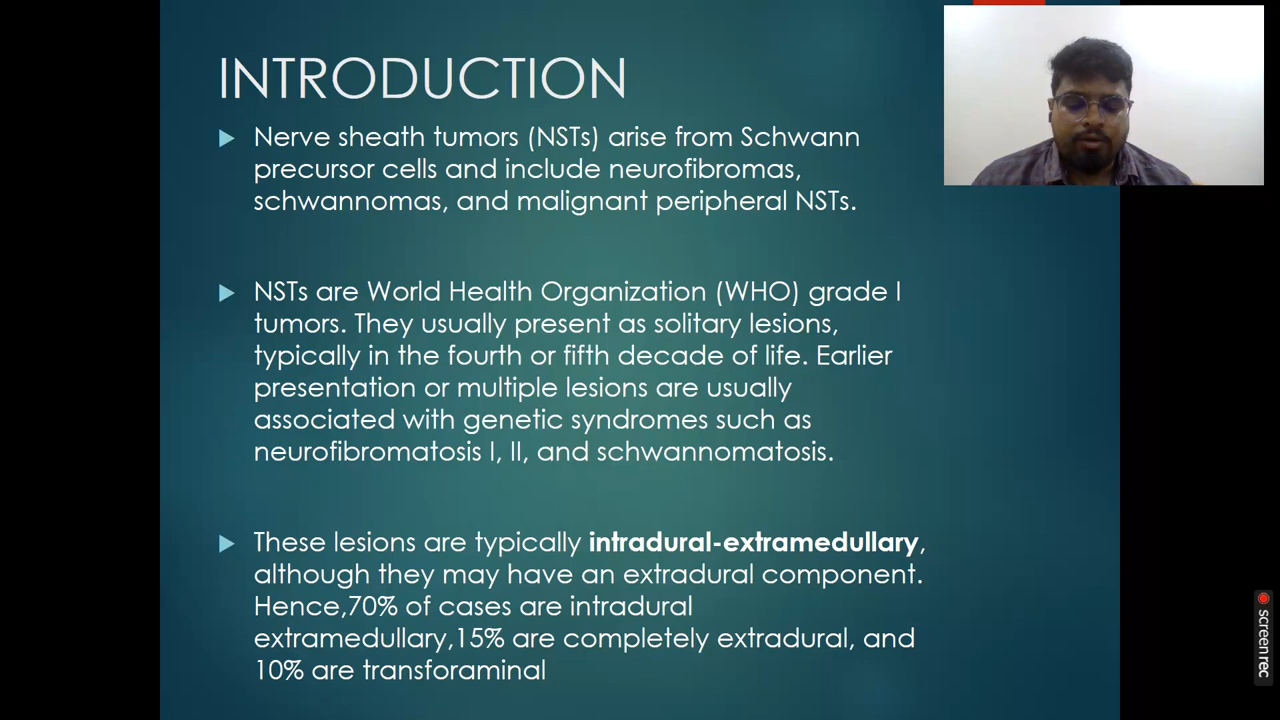 INTRODUCTION
Nerve sheath tumors (NSTs) arise from Schwann
precursor cells and include neurofibromas,
schwannomas, and malignant peripheral NSTs.
NSTs are World Health Organization (WHO) grade I
tumors. They usually present as solitary lesions,
typically in the fourth or fifth decade of life. Earlier
presentation or multiple lesions are usually
associated with genetic syndromes such as
neurofibromatosis I, II, and schwannomatosis.
These lesions are typically intradural-extramedullary,
although they may have an extradural component.
Hence,70% of cases are intradural
extramedullary,15% are completely extradural, and
10% are transforaminal
screen rec